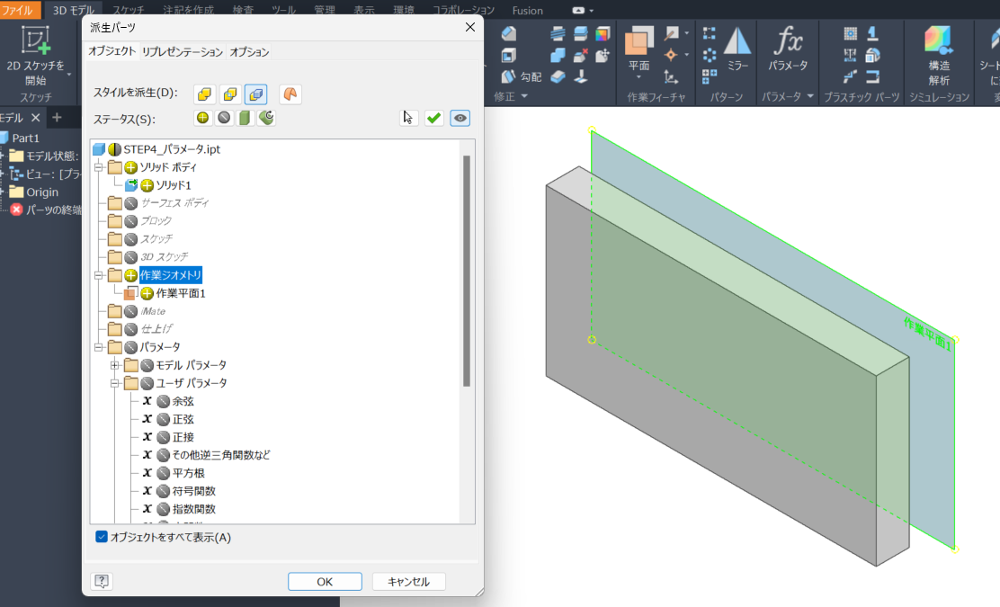 ファイル 3D モデル スケッチ 注記を作成 検査 ツール 管理 表示 環境 コラボレーション Fusion
2D スケッチを
開始
スケッチ
勾配
修正
平面
作業フィーチャ
ミラー
パターン
fx
パラメータ
パラメータ
プラスチック パーツ
構造
解析
シミュレーション
シート
に
モデル
Part1
モデル状態:
ビュー: [プラ
Origin
パーツの終端
派生パーツ
オブジェクト リプレゼンテーション オプション
スタイルを派生(D):
ステータス(S):
STEP4_パラメータ.ipt
ソリッド ボディ
ソリッド1
サーフェス ボディ
ブロック
スケッチ
3D スケッチ
作業ジオメトリ
作業平面1
iMate
仕上げ
パラメータ
モデル パラメータ
ユーザ パラメータ
x 余弦
x 正弦
x 正接
x その他逆三角関数など
x 平方根
x 符号関数
x 指数関数
オブジェクトをすべて表示(A)
OK
キャンセル
作業平面1